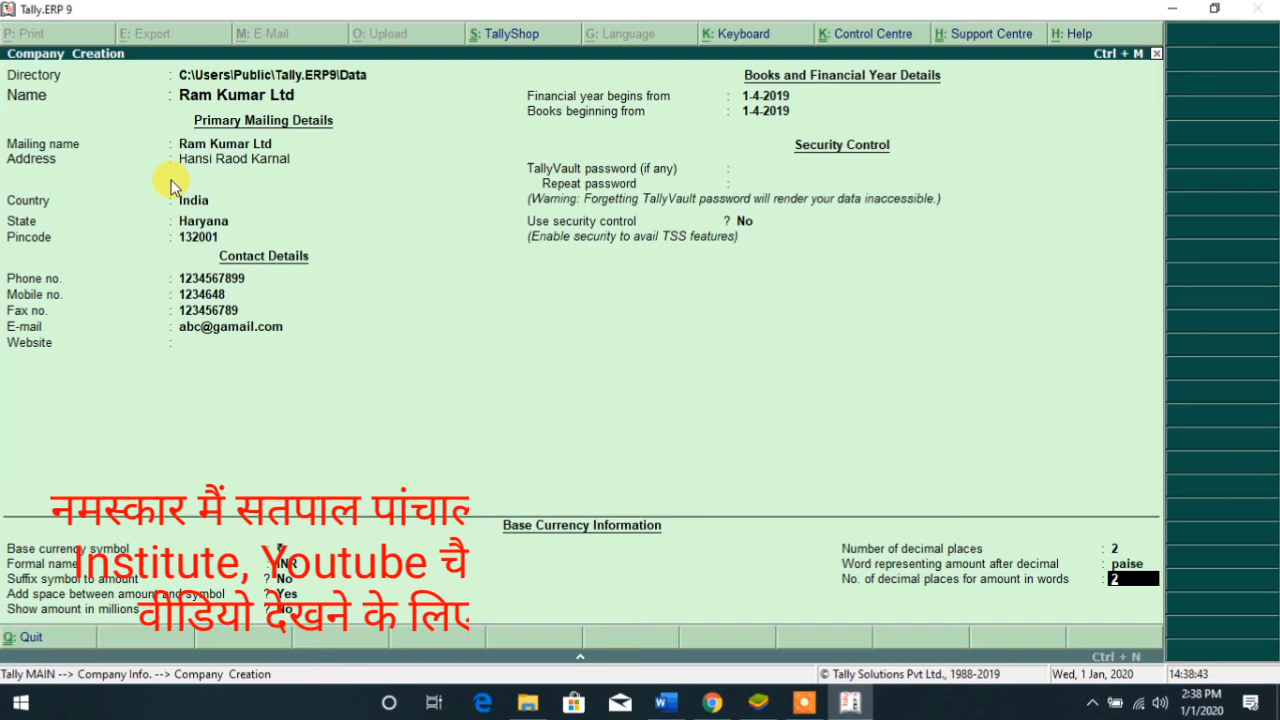 Tally.ERP 9
P: Print E: Export M: E-Mail O: Upload S: TallyShop G: Language K: Keyboard K: Control Centre H: Support Centre H: Help
Company Creation Ctrl + M
Directory : C:\Users\Public\Tally.ERP9\Data
Name : Ram Kumar Ltd
Primary Mailing Details
Mailing name : Ram Kumar Ltd
Address : Hansi Raod Karnal
Country : India
State : Haryana
Pincode : 132001
Contact Details
Phone no. : 1234567899
Mobile no. : 1234648
Fax no. : 123456789
E-mail : abc@gamail.com
Website :
Books and Financial Year Details
Financial year begins from : 1-4-2019
Books beginning from : 1-4-2019
Security Control
TallyVault password (if any) :
Repeat password :
(Warning: Forgetting TallyVault password will render your data inaccessible.)
Use security control ? No
(Enable security to avail TSS features)
नमस्कार मैं सतपाल पांचाल
Institute, Youtube चै
वीडियो देखने के लिए
Base Currency Information
Base currency symbol : ₹
Formal name : INR
Suffix symbol to amount ? No
Add space between amount and symbol ? Yes
Show amount in millions ? No
Number of decimal places : 2
Word representing amount after decimal : paise
No. of decimal places for amount in words : 2
Q: Quit
Ctrl + N
Tally MAIN --> Company Info. --> Company Creation © Tally Solutions Pvt Ltd., 1988-2019 Wed, 1 Jan, 2020 14:38:43
2:38 PM
1/1/2020